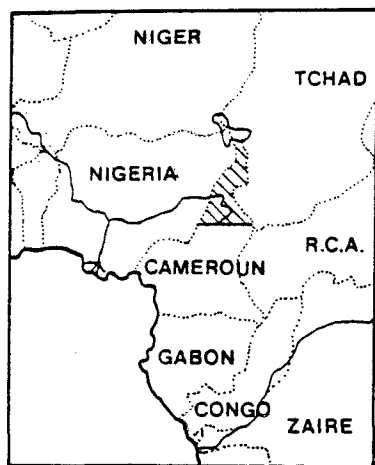 NIGER
TCHAD
NIGERIA
R.C.A.
CAMEROUN
GABON
CONGO
ZAIRE